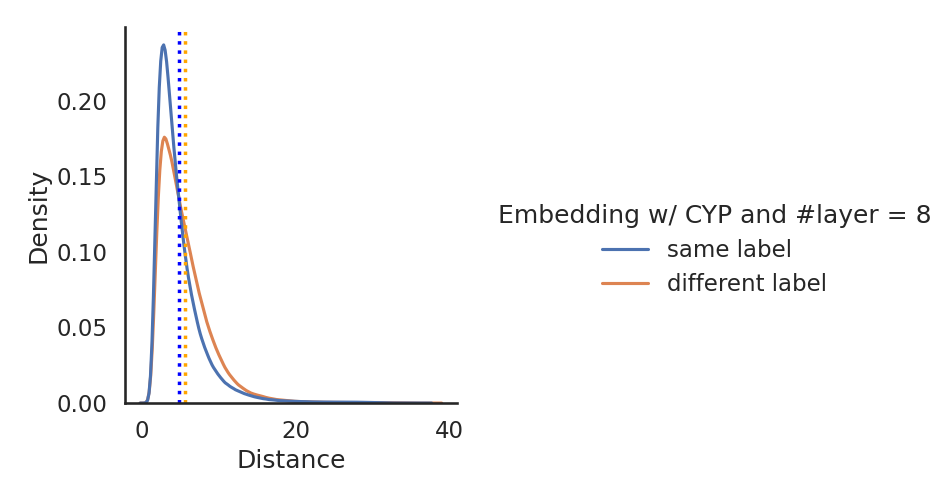 0.20
0.15
0.10
0.05
0.00
Density
0 20 40
Distance
Embedding w/ CYP and #layer = 8
same label
different label